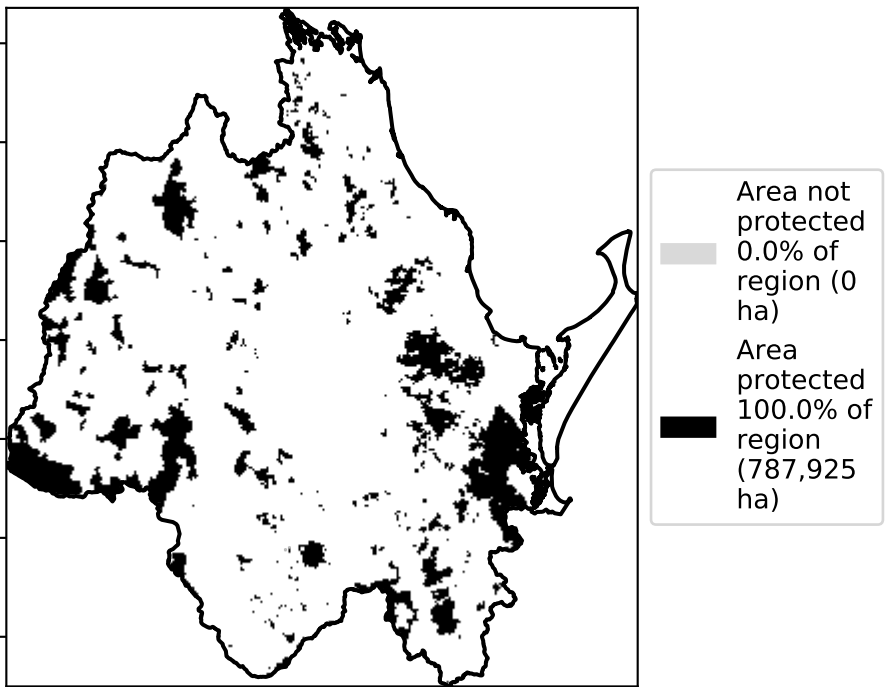 Area not
protected
0.0% of
region (0
ha)
Area
protected
100.0% of
region
(787,925
ha)